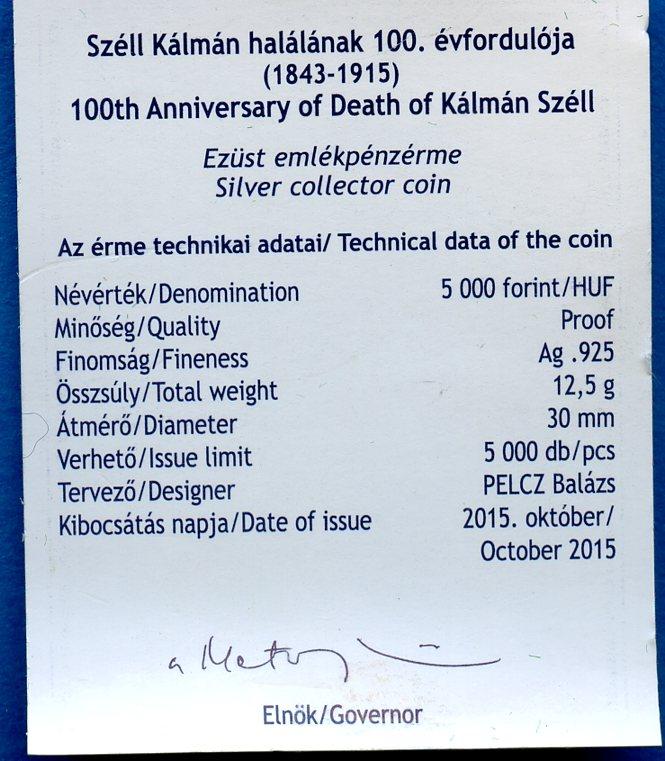 Széll Kálmán halálának 100. évfordulója
(1843-1915)
100th Anniversary of Death of Kálmán Széll
Ezüst emlékpénzérme
Silver collector coin
Az érme technikai adatai/ Technical data of the coin
Névérték/Denomination 5 000 forint/HUF
Minőség/Quality Proof
Finomság/Fineness Ag .925
Összsúly/Total weight 12,5 g
Átmérő/Diameter 30 mm
Verhető/Issue limit 5 000 db/pcs
Tervező/Designer PELCZ Balázs
Kibocsátás napja/Date of issue 2015. október/
October 2015
Elnök/Governor